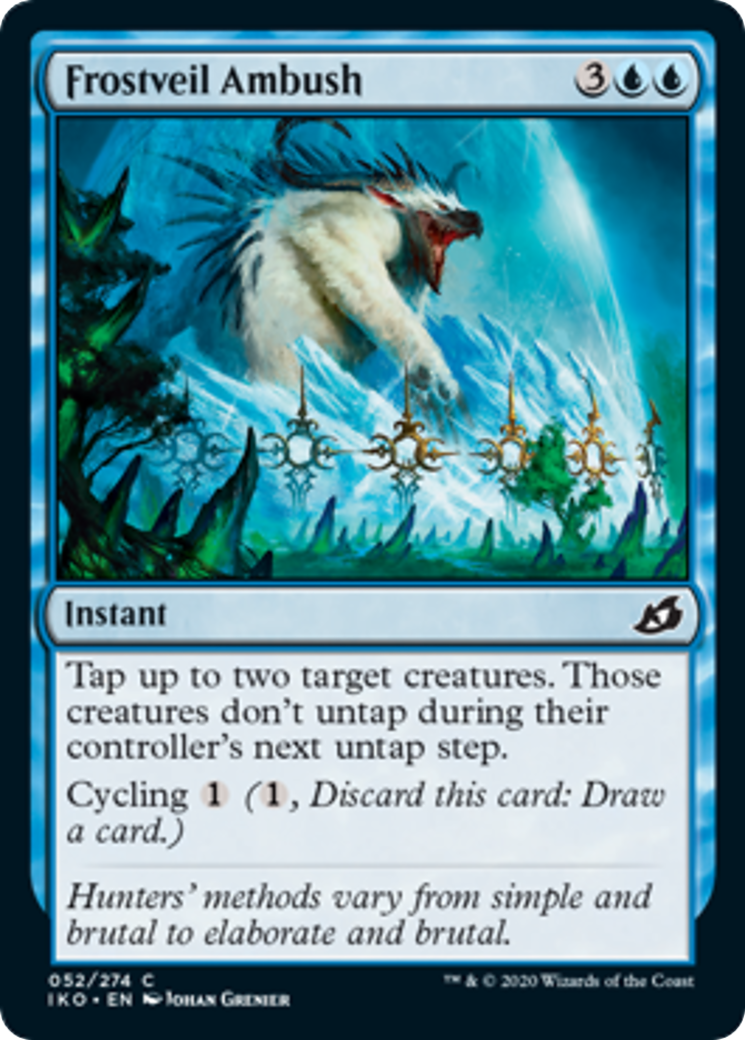 Frostveil Ambush 3
Instant
Tap up to two target creatures. Those
creatures don't untap during their
controller's next untap step.
Cycling 1 (1, Discard this card: Draw
a card.)
Hunters' methods vary from simple and
brutal to elaborate and brutal.
052/274 C ™ & © 2020 Wizards of the Coast
IKO • EN Johan Grenier